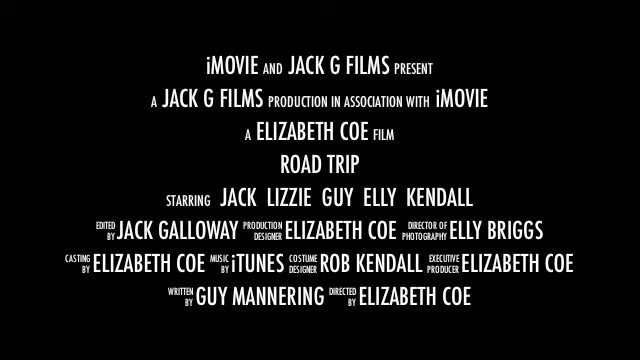 iMOVIE AND JACK G FILMS PRESENT
A JACK G FILMS PRODUCTION IN ASSOCIATION WITH iMOVIE
A ELIZABETH COE FILM
ROAD TRIP
STARRING JACK LIZZIE GUY ELLY KENDALL
EDITED BY JACK GALLOWAY PRODUCTION DESIGNER ELIZABETH COE DIRECTOR OF PHOTOGRAPHY ELLY BRIGGS
CASTING BY ELIZABETH COE MUSIC BY iTUNES COSTUME DESIGNER ROB KENDALL EXECUTIVE PRODUCER ELIZABETH COE
WRITTEN BY GUY MANNERING DIRECTED BY ELIZABETH COE